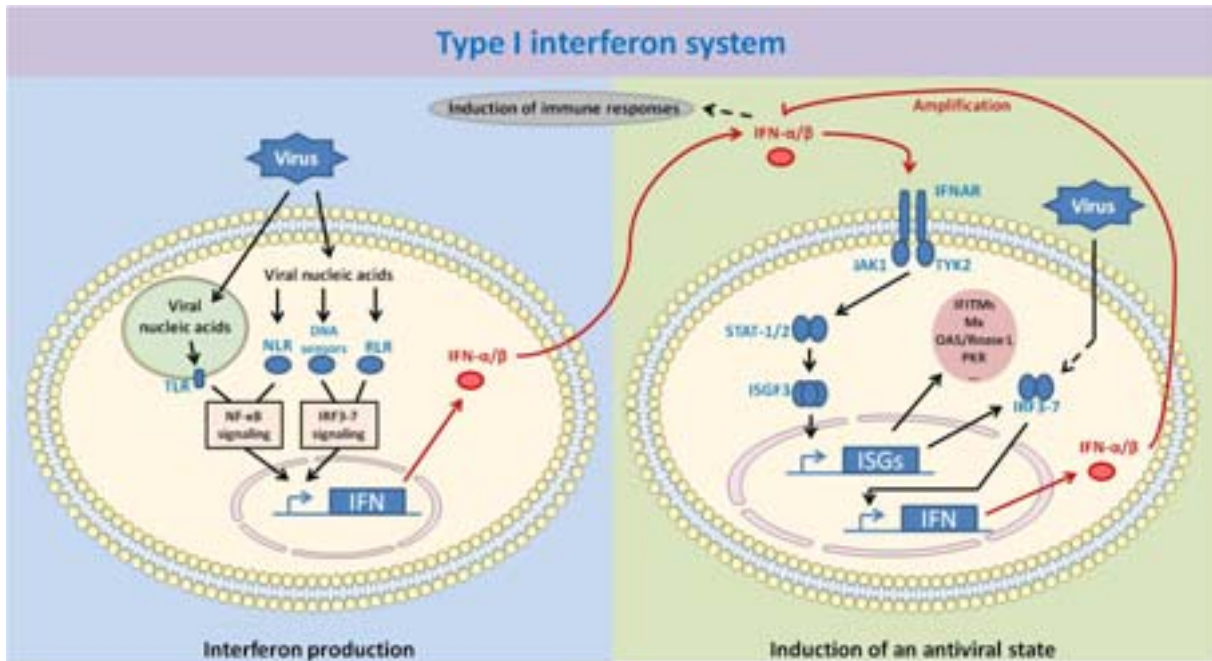 Type I interferon system
Induction of immune responses
Amplification
IFN-α/β
Virus
Viral nucleic acids
Viral
nucleic acids
TLR
NLR
DNA
sensors
RLR
NF-κB
signaling
IRF3-7
signaling
IFN
IFN-α/β
Interferon production
IFNAR
Virus
JAK1
TYK2
STAT-1/2
ISGF3
IFITMs
Mx
OAS/Rnase L
PKR
...
IRF3-7
ISGs
IFN
IFN-α/β
Induction of an antiviral state